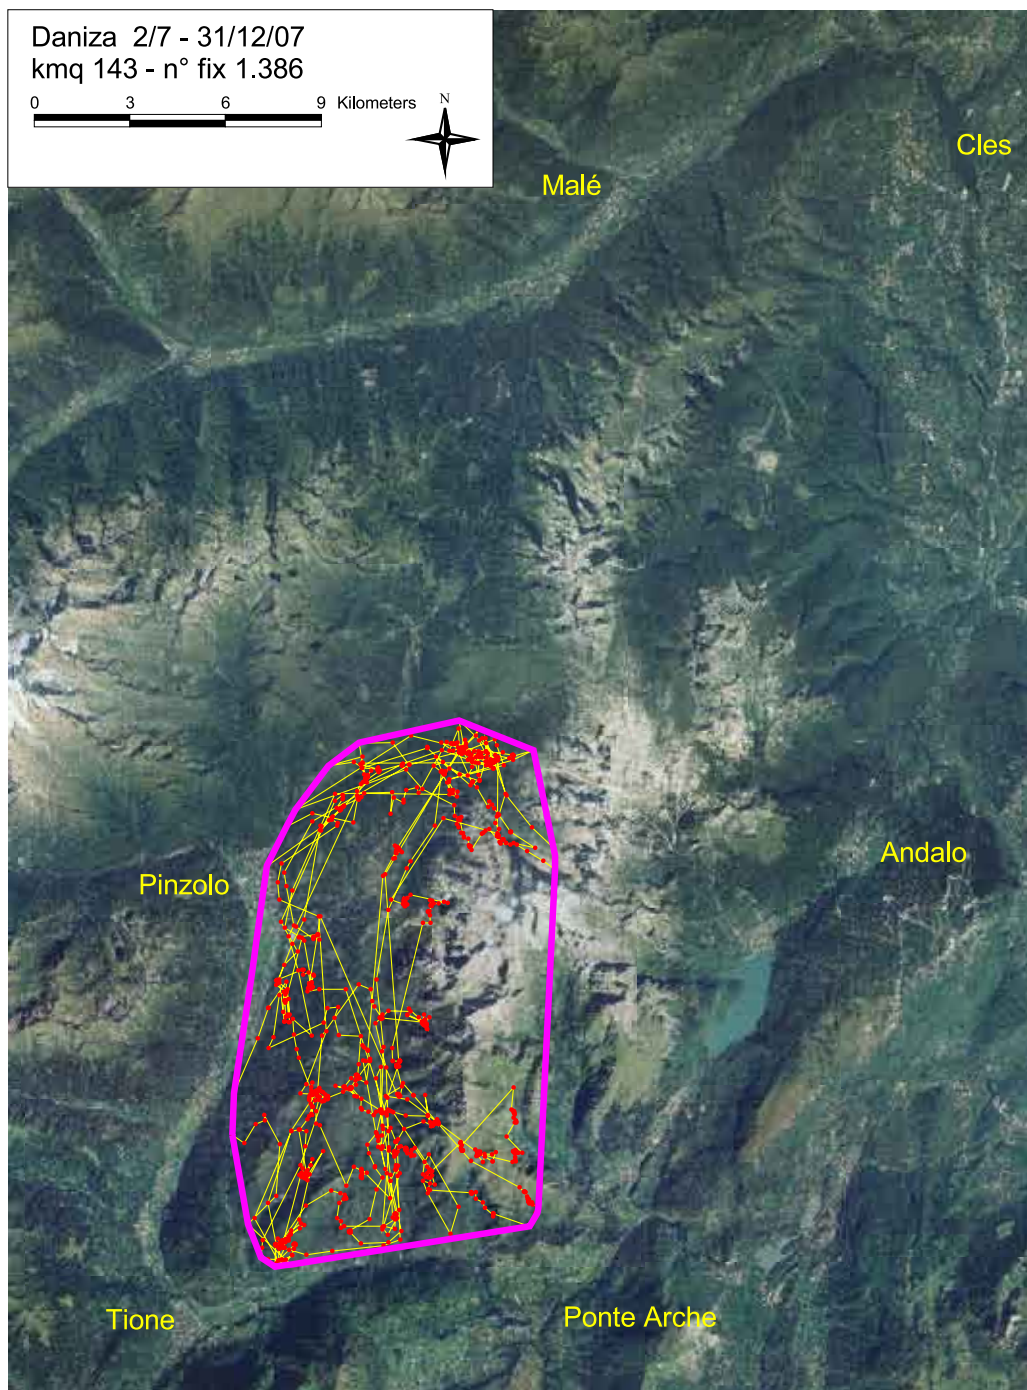 Daniza 2/7 - 31/12/07
kmq 143 - n° fix 1.386
0 3 6 9 Kilometers
N
Cles
Malé
Andalo
Pinzolo
Tione
Ponte Arche